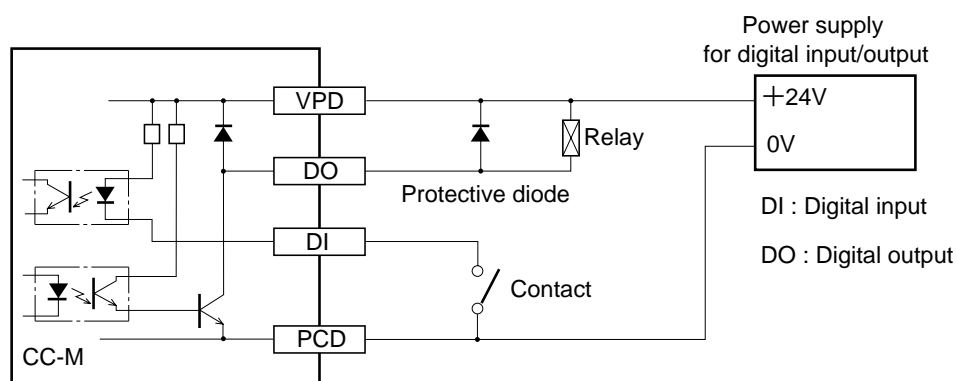 Power supply
for digital input/output
VPD
+24V
Relay
0V
DO
Protective diode
DI : Digital input
DI
DO : Digital output
Contact
PCD
CC-M